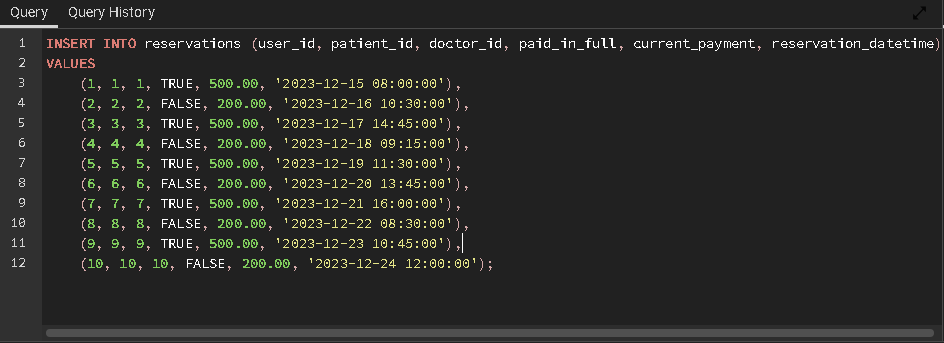 Query Query History
1 INSERT INTO reservations (user_id, patient_id, doctor_id, paid_in_full, current_payment, reservation_datetime)
2 VALUES
3 (1, 1, 1, TRUE, 500.00, '2023-12-15 08:00:00'),
4 (2, 2, 2, FALSE, 200.00, '2023-12-16 10:30:00'),
5 (3, 3, 3, TRUE, 500.00, '2023-12-17 14:45:00'),
6 (4, 4, 4, FALSE, 200.00, '2023-12-18 09:15:00'),
7 (5, 5, 5, TRUE, 500.00, '2023-12-19 11:30:00'),
8 (6, 6, 6, FALSE, 200.00, '2023-12-20 13:45:00'),
9 (7, 7, 7, TRUE, 500.00, '2023-12-21 16:00:00'),
10 (8, 8, 8, FALSE, 200.00, '2023-12-22 08:30:00'),
11 (9, 9, 9, TRUE, 500.00, '2023-12-23 10:45:00'),
12 (10, 10, 10, FALSE, 200.00, '2023-12-24 12:00:00');